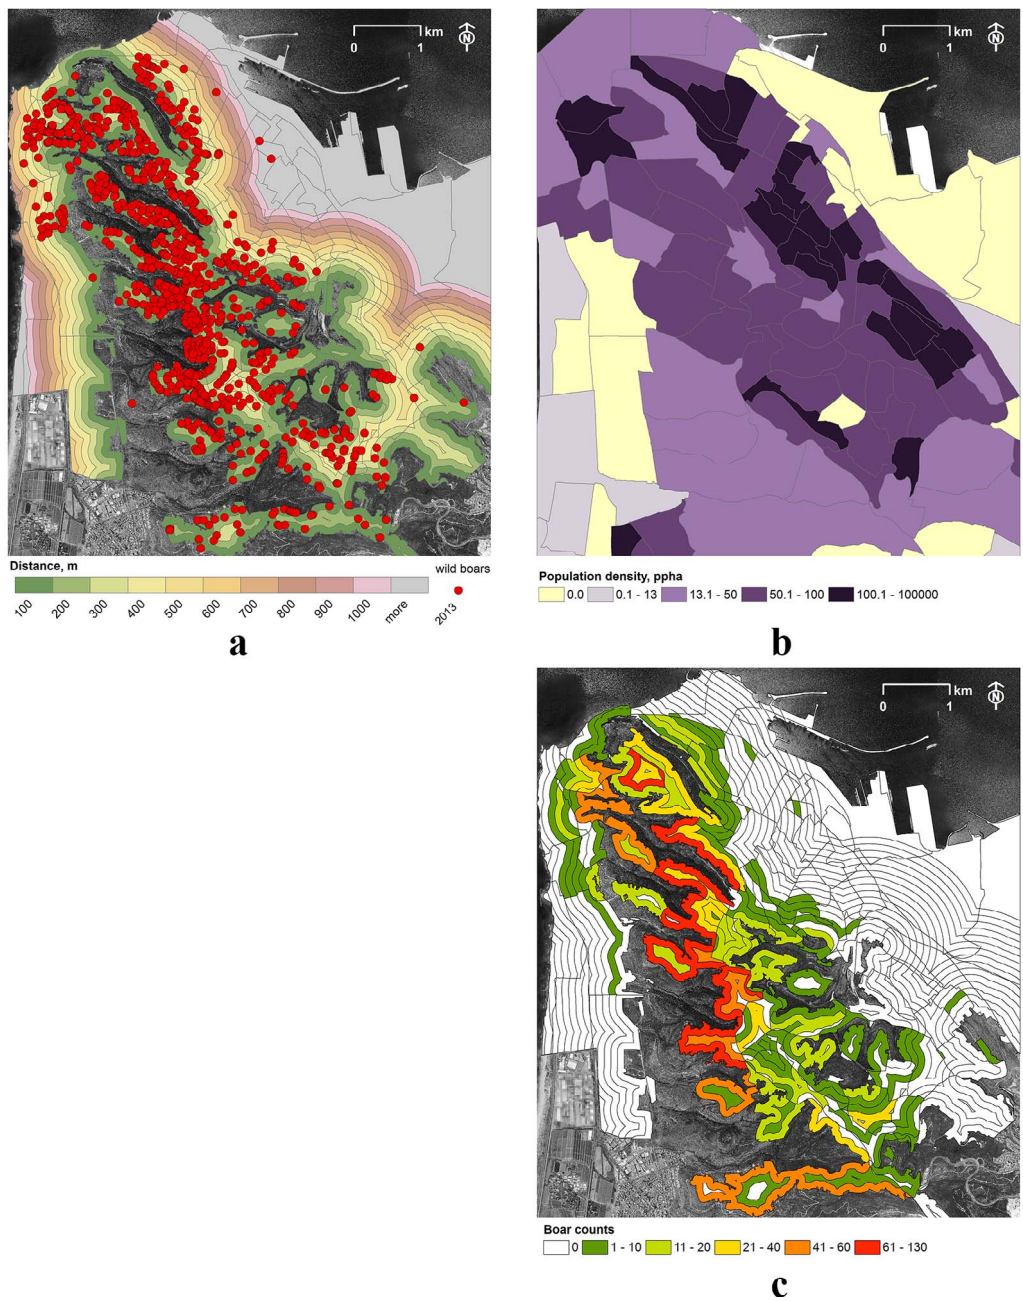 km
0 1
N
Distance, m
wild boars
100 200 300 400 500 600 700 800 900 1000 more
2013
a
km
0 1
N
Population density, ppha
0.0 0.1 - 13 13.1 - 50 50.1 - 100 100.1 - 100000
b
km
0 1
N
Boar counts
0 1 - 10 11 - 20 21 - 40 41 - 60 61 - 130
c